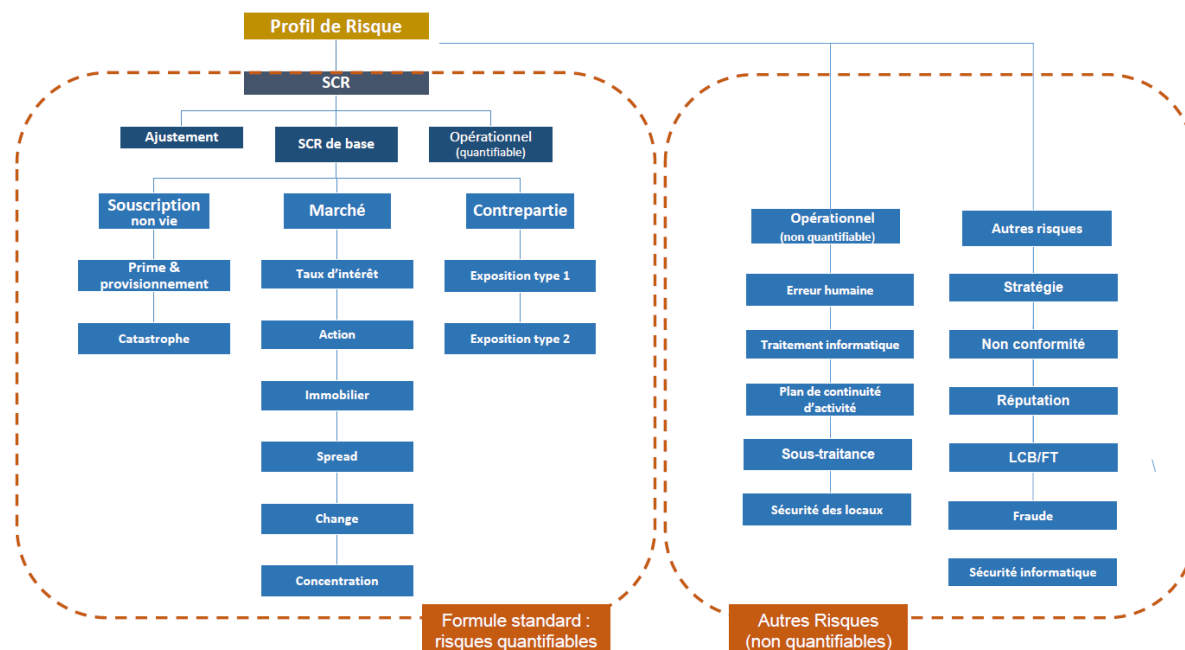 Profil de Risque
SCR
Ajustement
SCR de base
Opérationnel
(quantifiable)
Souscription
non vie
Marché
Contrepartie
Prime &
provisionnement
Taux d'intérêt
Exposition type 1
Catastrophe
Action
Exposition type 2
Immobilier
Spread
Change
Concentration
Formule standard :
risques quantifiables
Opérationnel
(non quantifiable)
Autres risques
Erreur humaine
Stratégie
Traitement informatique
Non conformité
Plan de continuité
d'activité
Réputation
Sous-traitance
LCB/FT
\
Sécurité des locaux
Fraude
Sécurité informatique
Autres Risques
(non quantifiables)